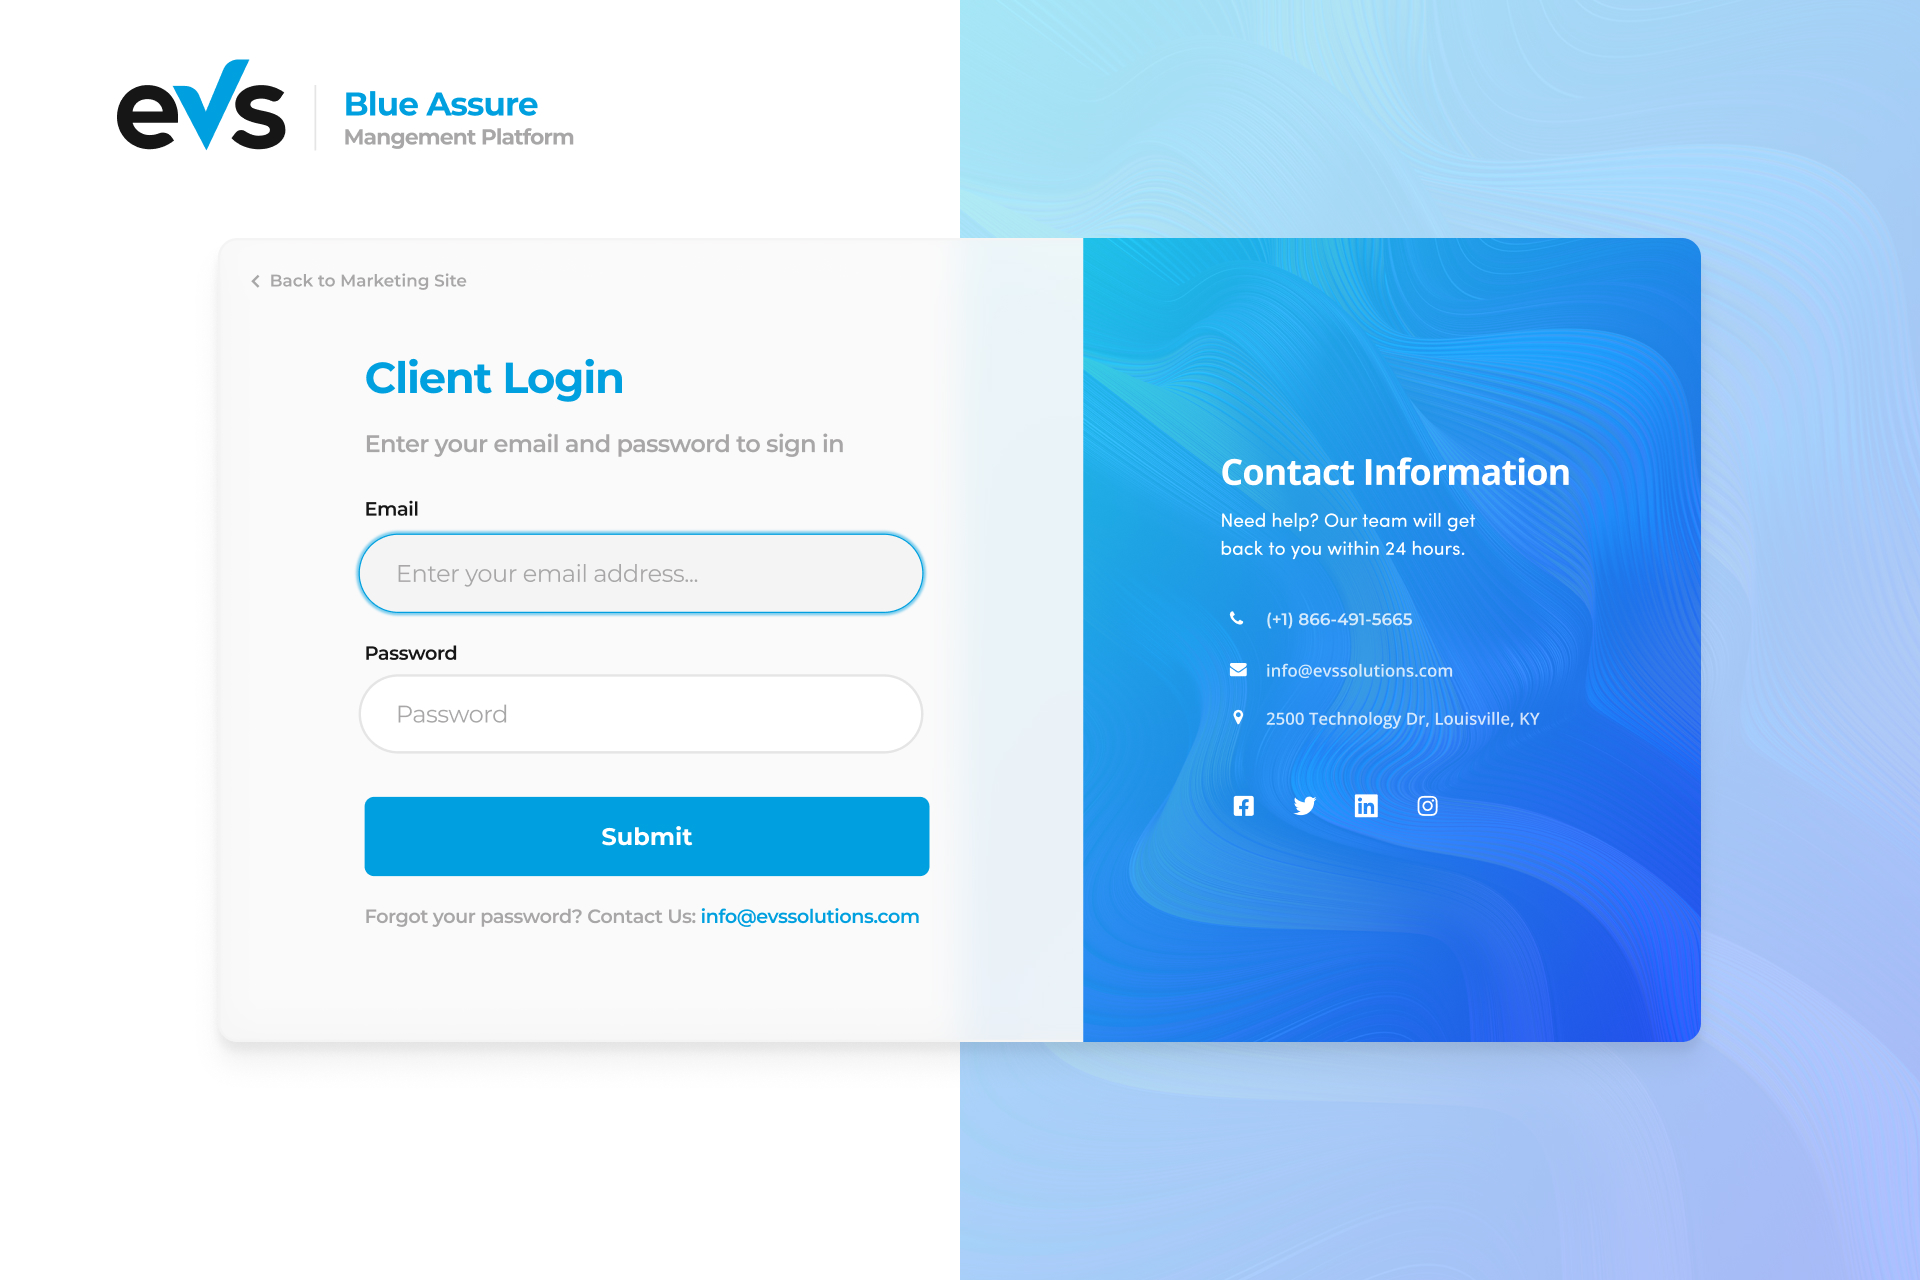 evs
Blue Assure
Mangement Platform
Back to Marketing Site
Client Login
Enter your email and password to sign in
Email
Enter your email address...
Password
Password
Submit
Forgot your password? Contact Us: info@evssolutions.com
Contact Information
Need help? Our team will get
back to you within 24 hours.
(+1) 866-491-5665
info@evssolutions.com
2500 Technology Dr, Louisville, KY